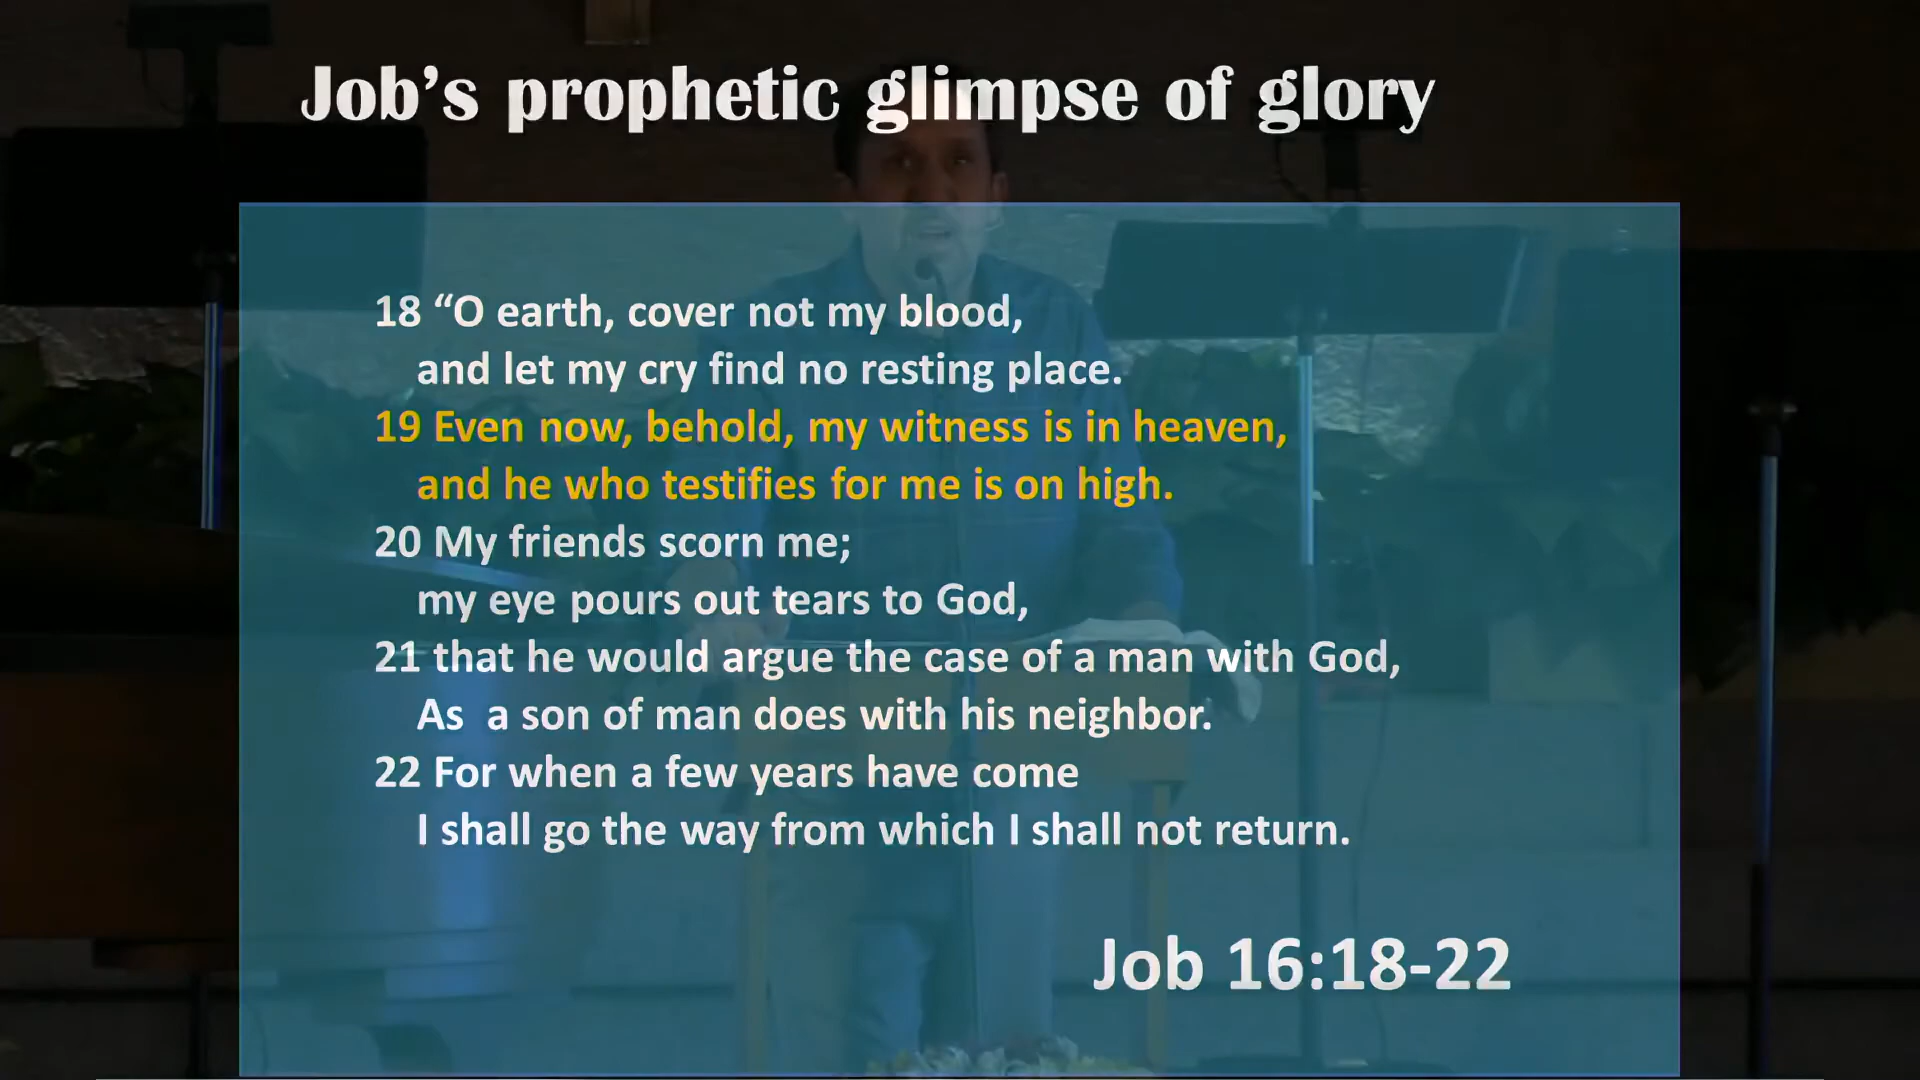 Job’s prophetic glimpse of glory
18 “O earth, cover not my blood,
and let my cry find no resting place.
19 Even now, behold, my witness is in heaven,
and he who testifies for me is on high.
20 My friends scorn me;
my eye pours out tears to God,
21 that he would argue the case of a man with God,
As  a son of man does with his neighbor.
22 For when a few years have come
I shall go the way from which I shall not return.
Job 16:18-22